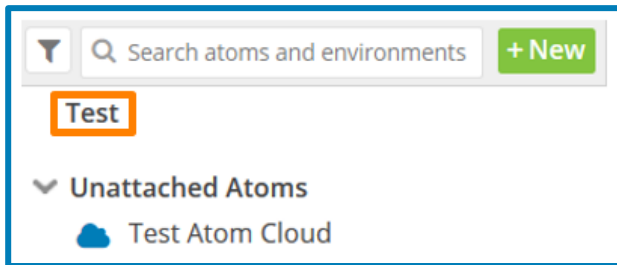 Search atoms and environments + New
Test
Unattached Atoms
Test Atom Cloud